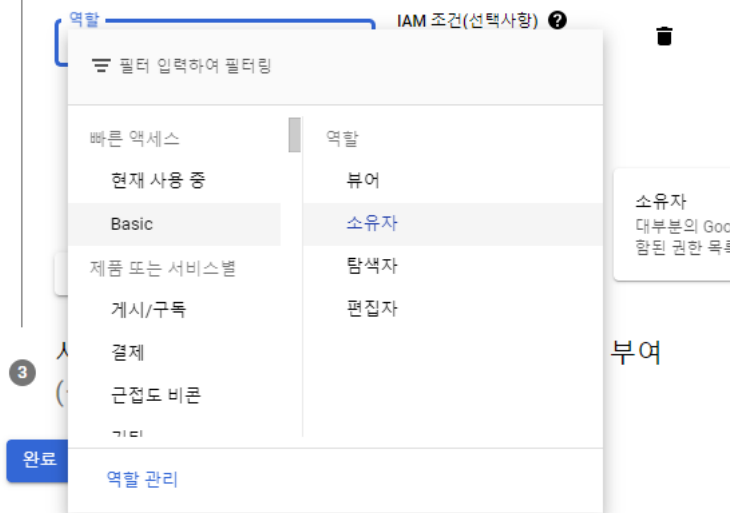 역할
IAM 조건(선택사항)
필터 입력하여 필터링
빠른 액세스
현재 사용 중
Basic
제품 또는 서비스별
게시/구독
결제
근접도 비콘
역할
뷰어
소유자
탐색자
편집자
역할 관리
소유자
대부분의 Goo
함된 권한 목록
3
부여
완료